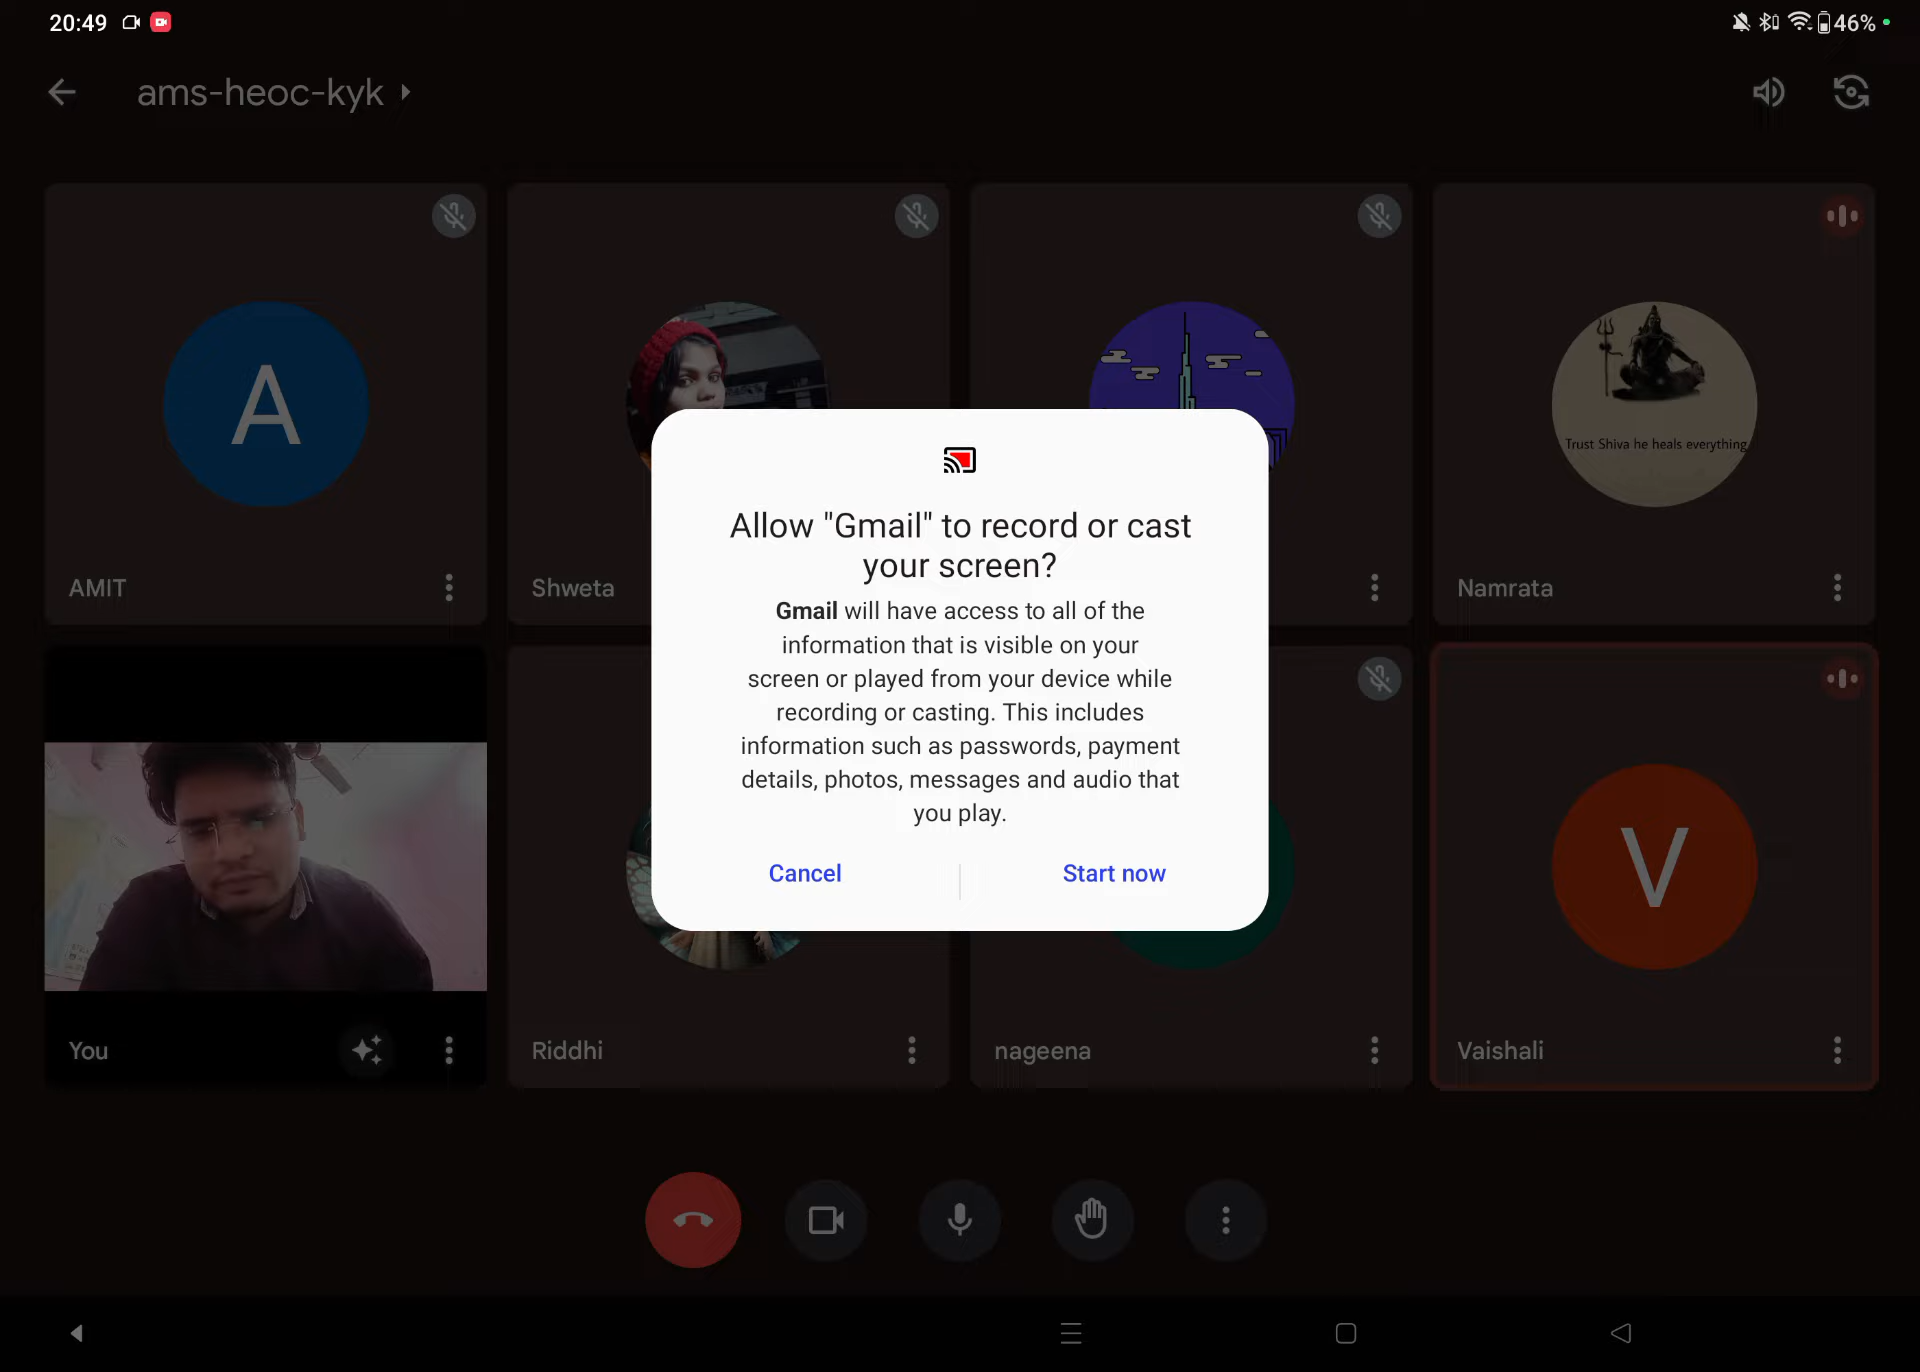 20:49
46%
ams-heoc-kyk
A
Trust Shiva he heals everything
AMIT
Shweta
Namrata
Allow "Gmail" to record or cast
your screen?
Gmail will have access to all of the
information that is visible on your
screen or played from your device while
recording or casting. This includes
information such as passwords, payment
details, photos, messages and audio that
you play.
Cancel
Start now
V
You
Riddhi
nageena
Vaishali